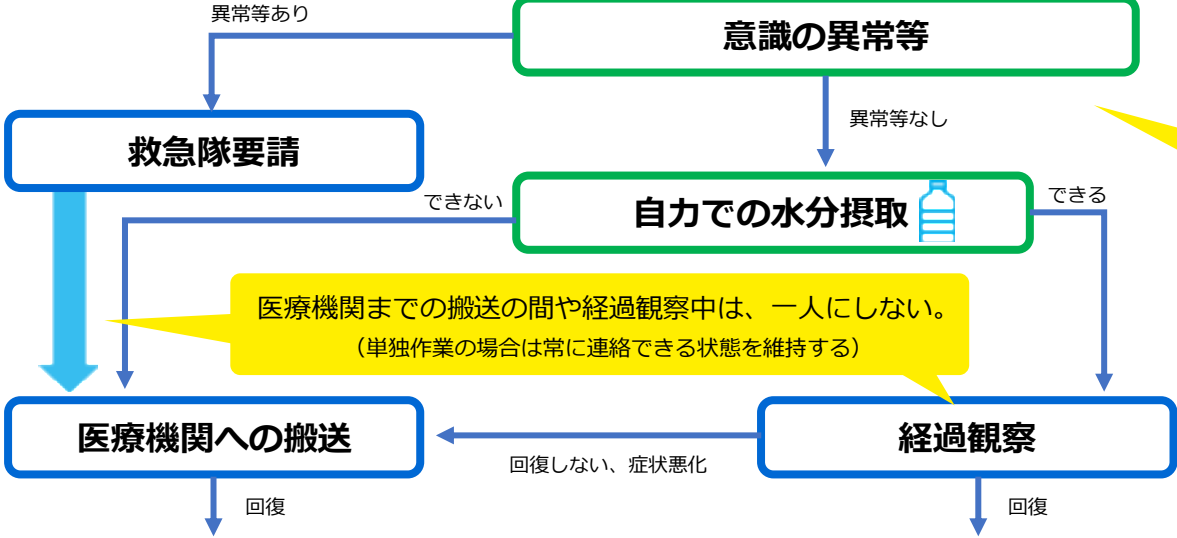 異常等あり
意識の異常等
異常等なし
救急隊要請
できない
自力での水分摂取
できる
医療機関までの搬送の間や経過観察中は、一人にしない。
（単独作業の場合は常に連絡できる状態を維持する）
医療機関への搬送
経過観察
回復しない、症状悪化
回復
回復